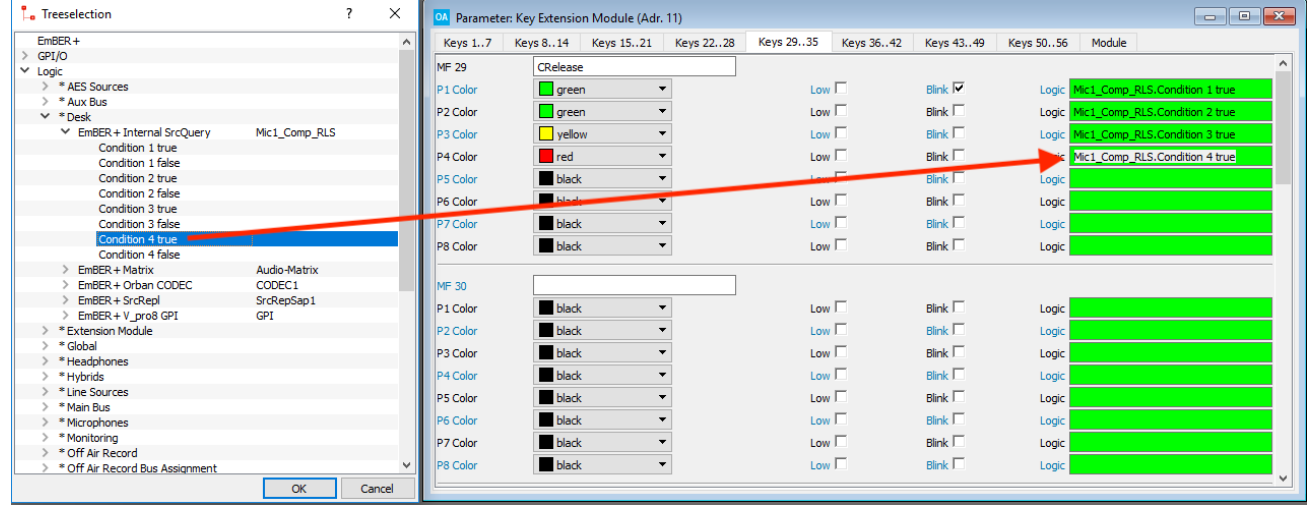 Treeselection ? ×
EmBER+
GPI/O
Logic
* AES Sources
* Aux Bus
* Desk
EmBER+ Internal SrcQuery Mic1_Comp_RLS
Condition 1 true
Condition 1 false
Condition 2 true
Condition 2 false
Condition 3 true
Condition 3 false
Condition 4 true
Condition 4 false
EmBER+ Matrix Audio-Matrix
EmBER+ Orban CODEC CODEC1
EmBER+ SrcRepl SrcRepSap1
EmBER+ V_pro8 GPI GPI
* Extension Module
* Global
* Headphones
* Hybrids
* Line Sources
* Main Bus
* Microphones
* Monitoring
* Off Air Record
* Off Air Record Bus Assignment
OK Cancel
OA Parameter: Key Extension Module (Adr. 11)
Keys 1..7 Keys 8..14 Keys 15..21 Keys 22..28 Keys 29..35 Keys 36..42 Keys 43..49 Keys 50..56 Module
MF 29 CRelease
P1 Color green Low Blink Logic Mic1_Comp_RLS.Condition 1 true
P2 Color green Low Blink Logic Mic1_Comp_RLS.Condition 2 true
P3 Color yellow Low Blink Logic Mic1_Comp_RLS.Condition 3 true
P4 Color red Low Blink Logic Mic1_Comp_RLS.Condition 4 true
P5 Color black Low Blink Logic
P6 Color black Low Blink Logic
P7 Color black Low Blink Logic
P8 Color black Low Blink Logic
MF 30
P1 Color black Low Blink Logic
P2 Color black Low Blink Logic
P3 Color black Low Blink Logic
P4 Color black Low Blink Logic
P5 Color black Low Blink Logic
P6 Color black Low Blink Logic
P7 Color black Low Blink Logic
P8 Color black Low Blink Logic